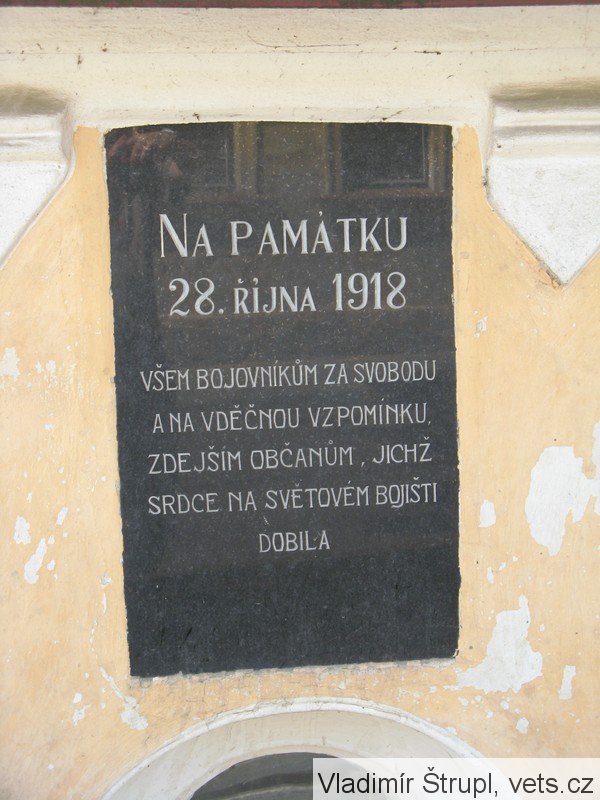 NA PAMÁTKU
28. ŘÍJNA 1918
VŠEM BOJOVNÍKŮM ZA SVOBODU
A NA VDĚČNOU VZPOMÍNKU,
ZDEJŠÍM OBČANŮM, JICHŽ
SRDCE NA SVĚTOVÉM BOJIŠTI
DOBILA
Vladimír Štrupl, vets.cz